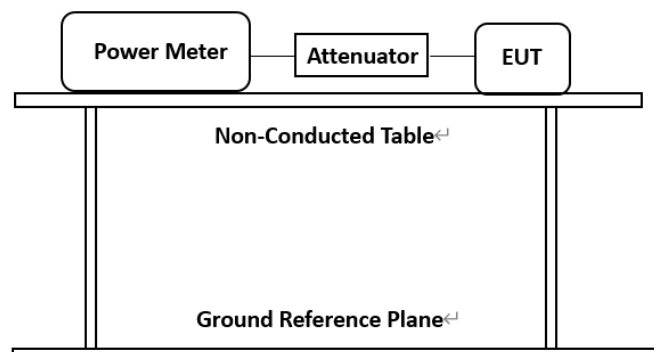 Power Meter
Attenuator
EUT
Non-Conducted Table↵
Ground Reference Plane↵